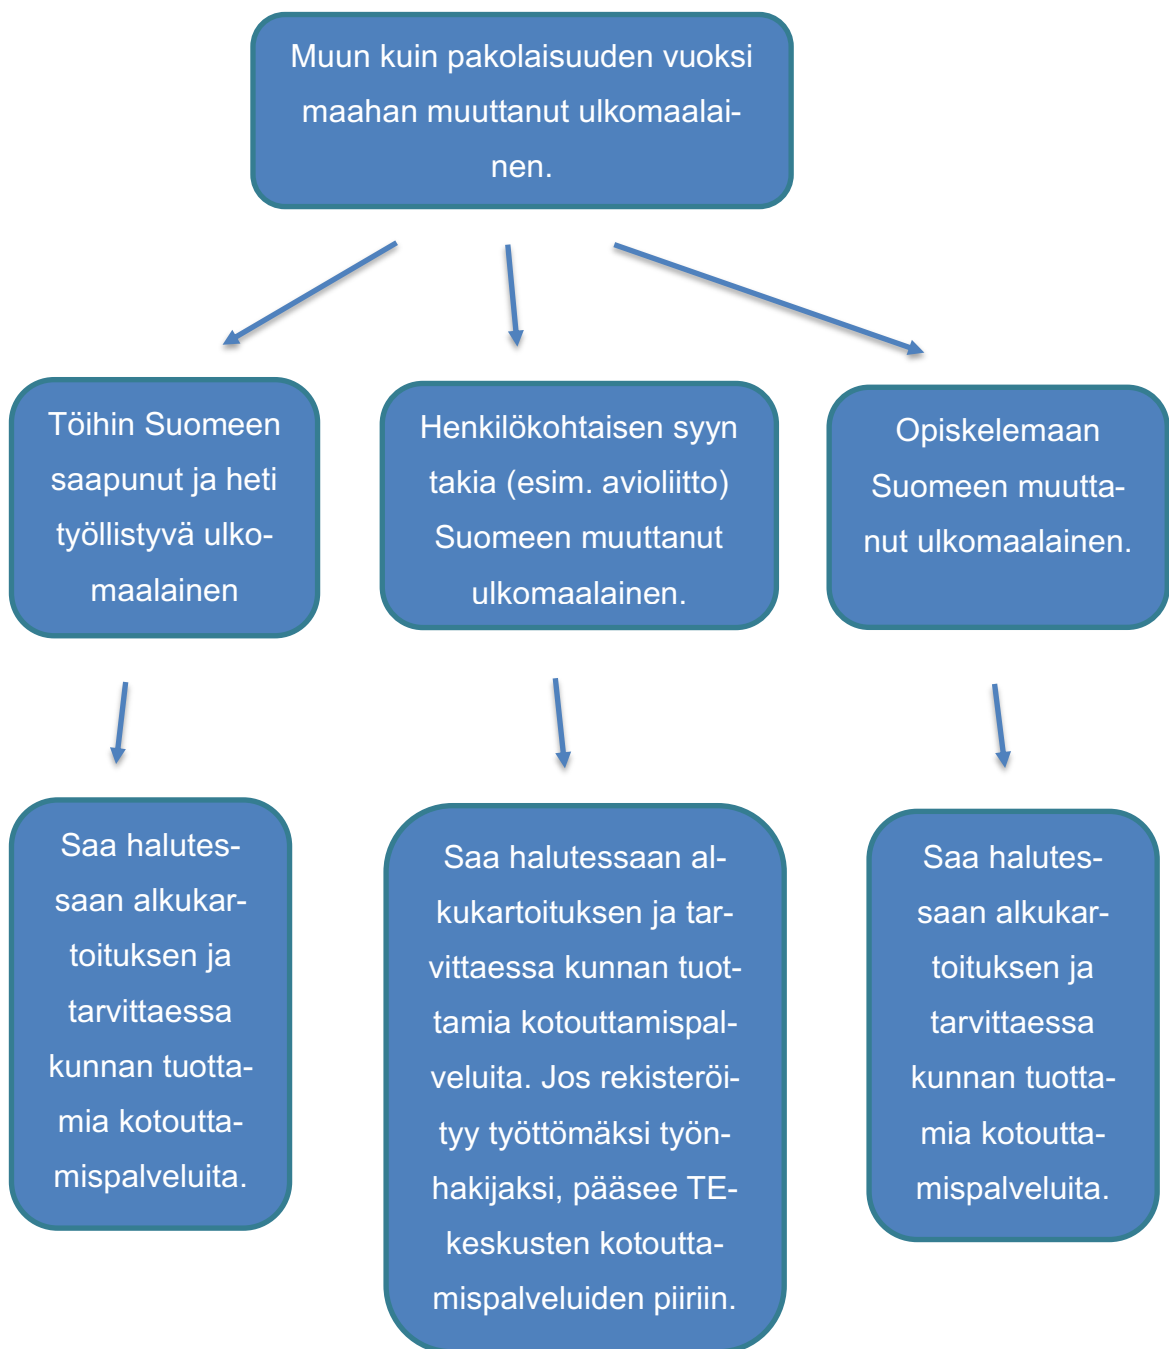 Muun kuin pakolaisuuden vuoksi
maahan muuttanut ulkomaalai-
nen.
Töihin Suomeen
saapunut ja heti
työllistyvä ulko-
maalainen
Henkilökohtaisen syyn
takia (esim. avioliitto)
Suomeen muuttanut
ulkomaalainen.
Opiskelemaan
Suomeen muutta-
nut ulkomaalainen.
Saa halutes-
saan alkukar-
toituksen ja
tarvittaessa
kunnan tuotta-
mia kotoutta-
mispalveluita.
Saa halutessaan al-
kukartoituksen ja tar-
vittaessa kunnan tuot-
tamia kotouttamispal-
veluita. Jos rekisteröi-
tyy työttömäksi työn-
hakijaksi, pääsee TE-
keskusten kotoutta-
mispalveluiden piiriin.
Saa halutes-
saan alkukar-
toituksen ja
tarvittaessa
kunnan tuotta-
mia kotoutta-
mispalveluita.